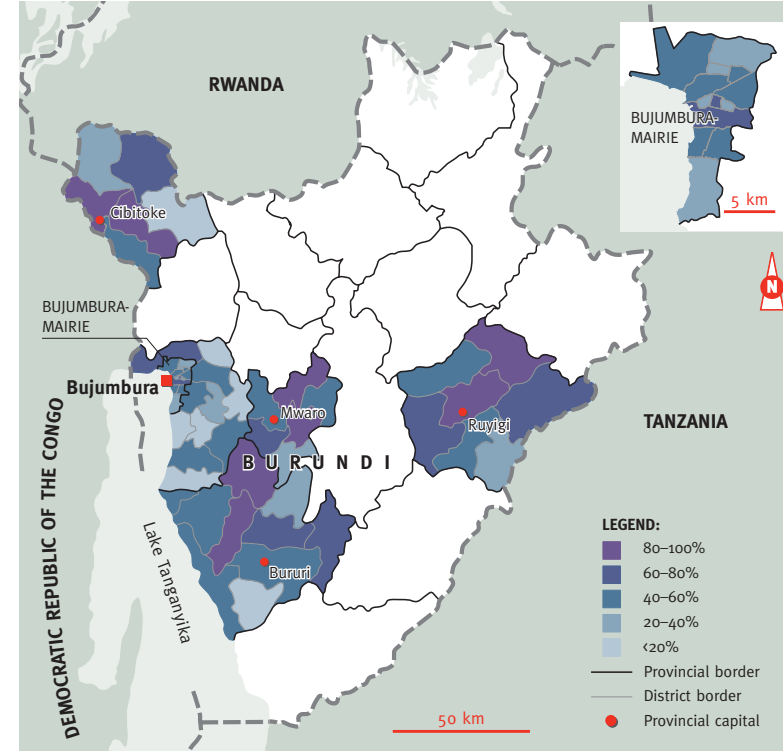 RWANDA
BUJUMBURA-
MAIRIE
5 km
Cibitoke
N
BUJUMBURA-
MAIRIE
Bujumbura
Mwaro
Ruyigi
TANZANIA
BURUNDI
DEMOCRATIC REPUBLIC OF THE CONGO
Lake Tanganyika
Bururi
LEGEND:
80–100%
60–80%
40–60%
20–40%
<20%
Provincial border
District border
Provincial capital
50 km